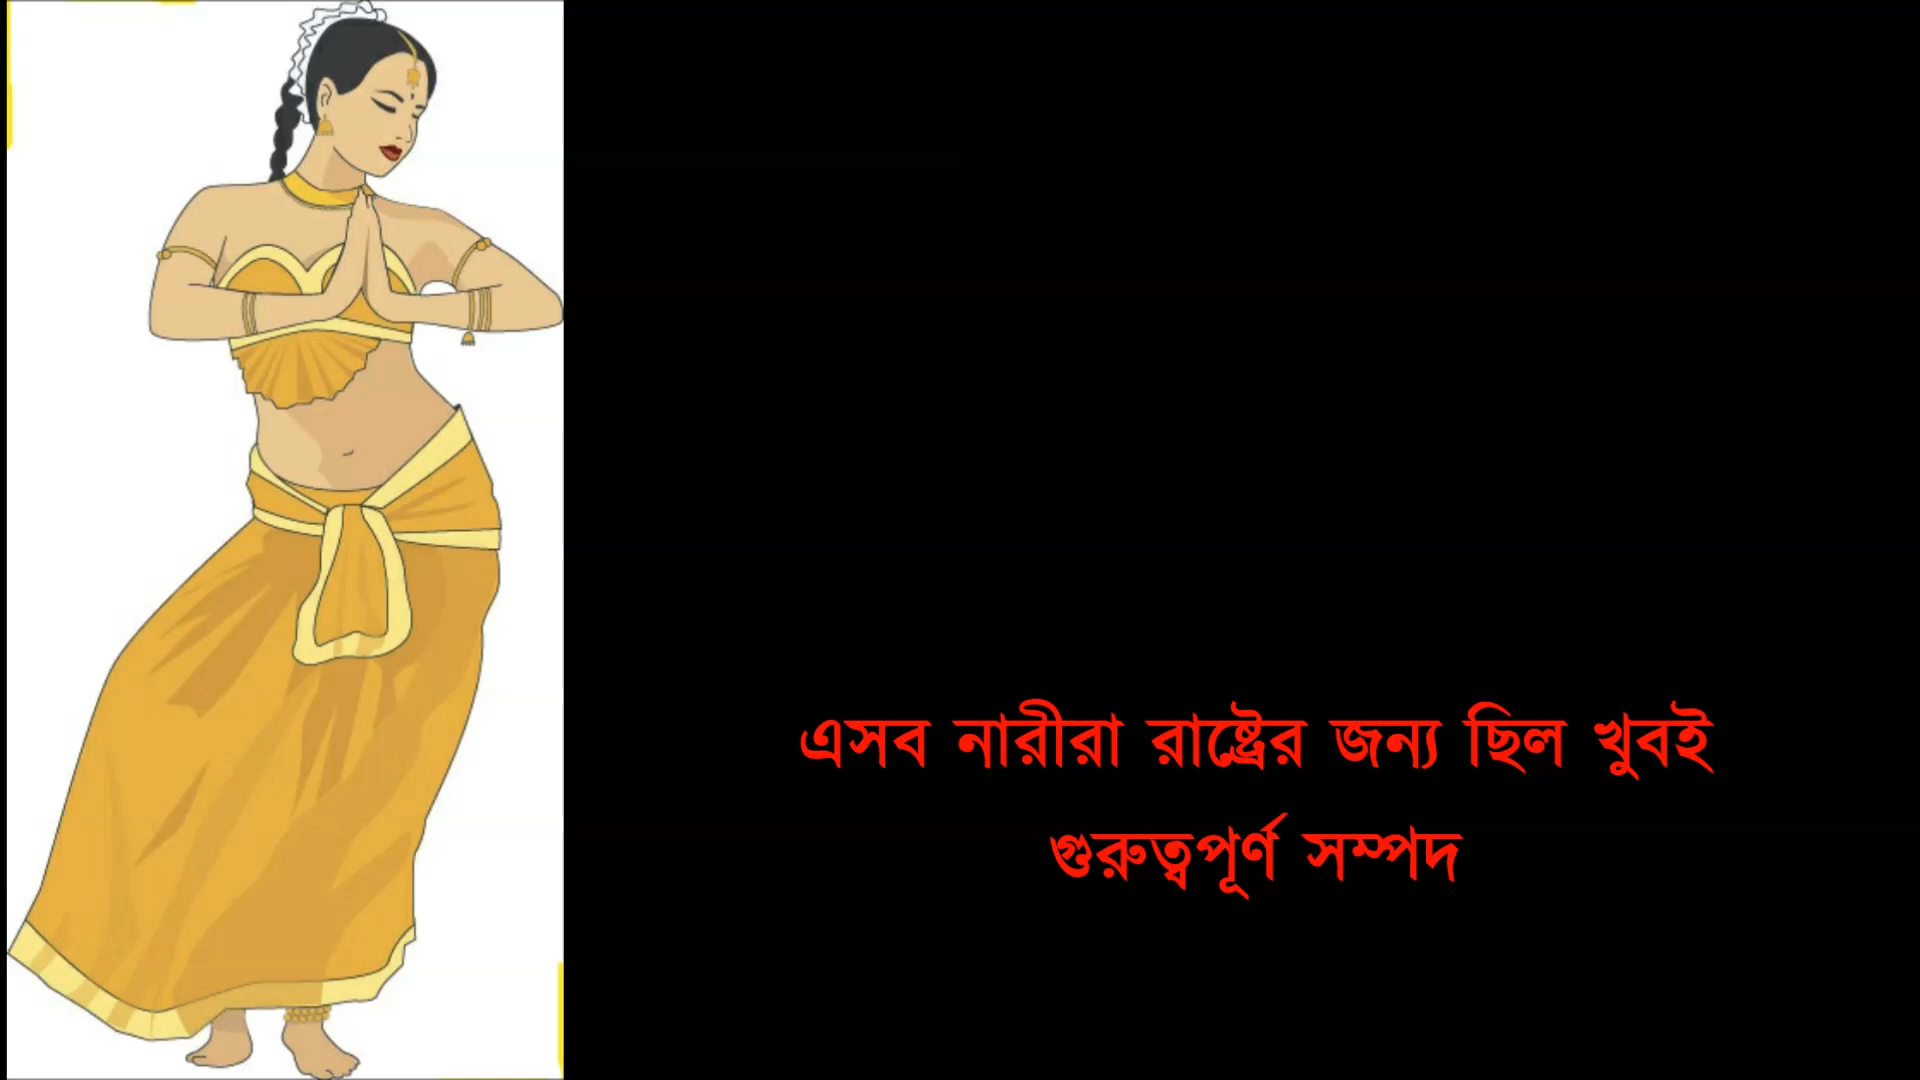 এসব নারীরা রাষ্ট্রের জন্য ছিল খুবই
গুরুত্বপূর্ণ সম্পদ